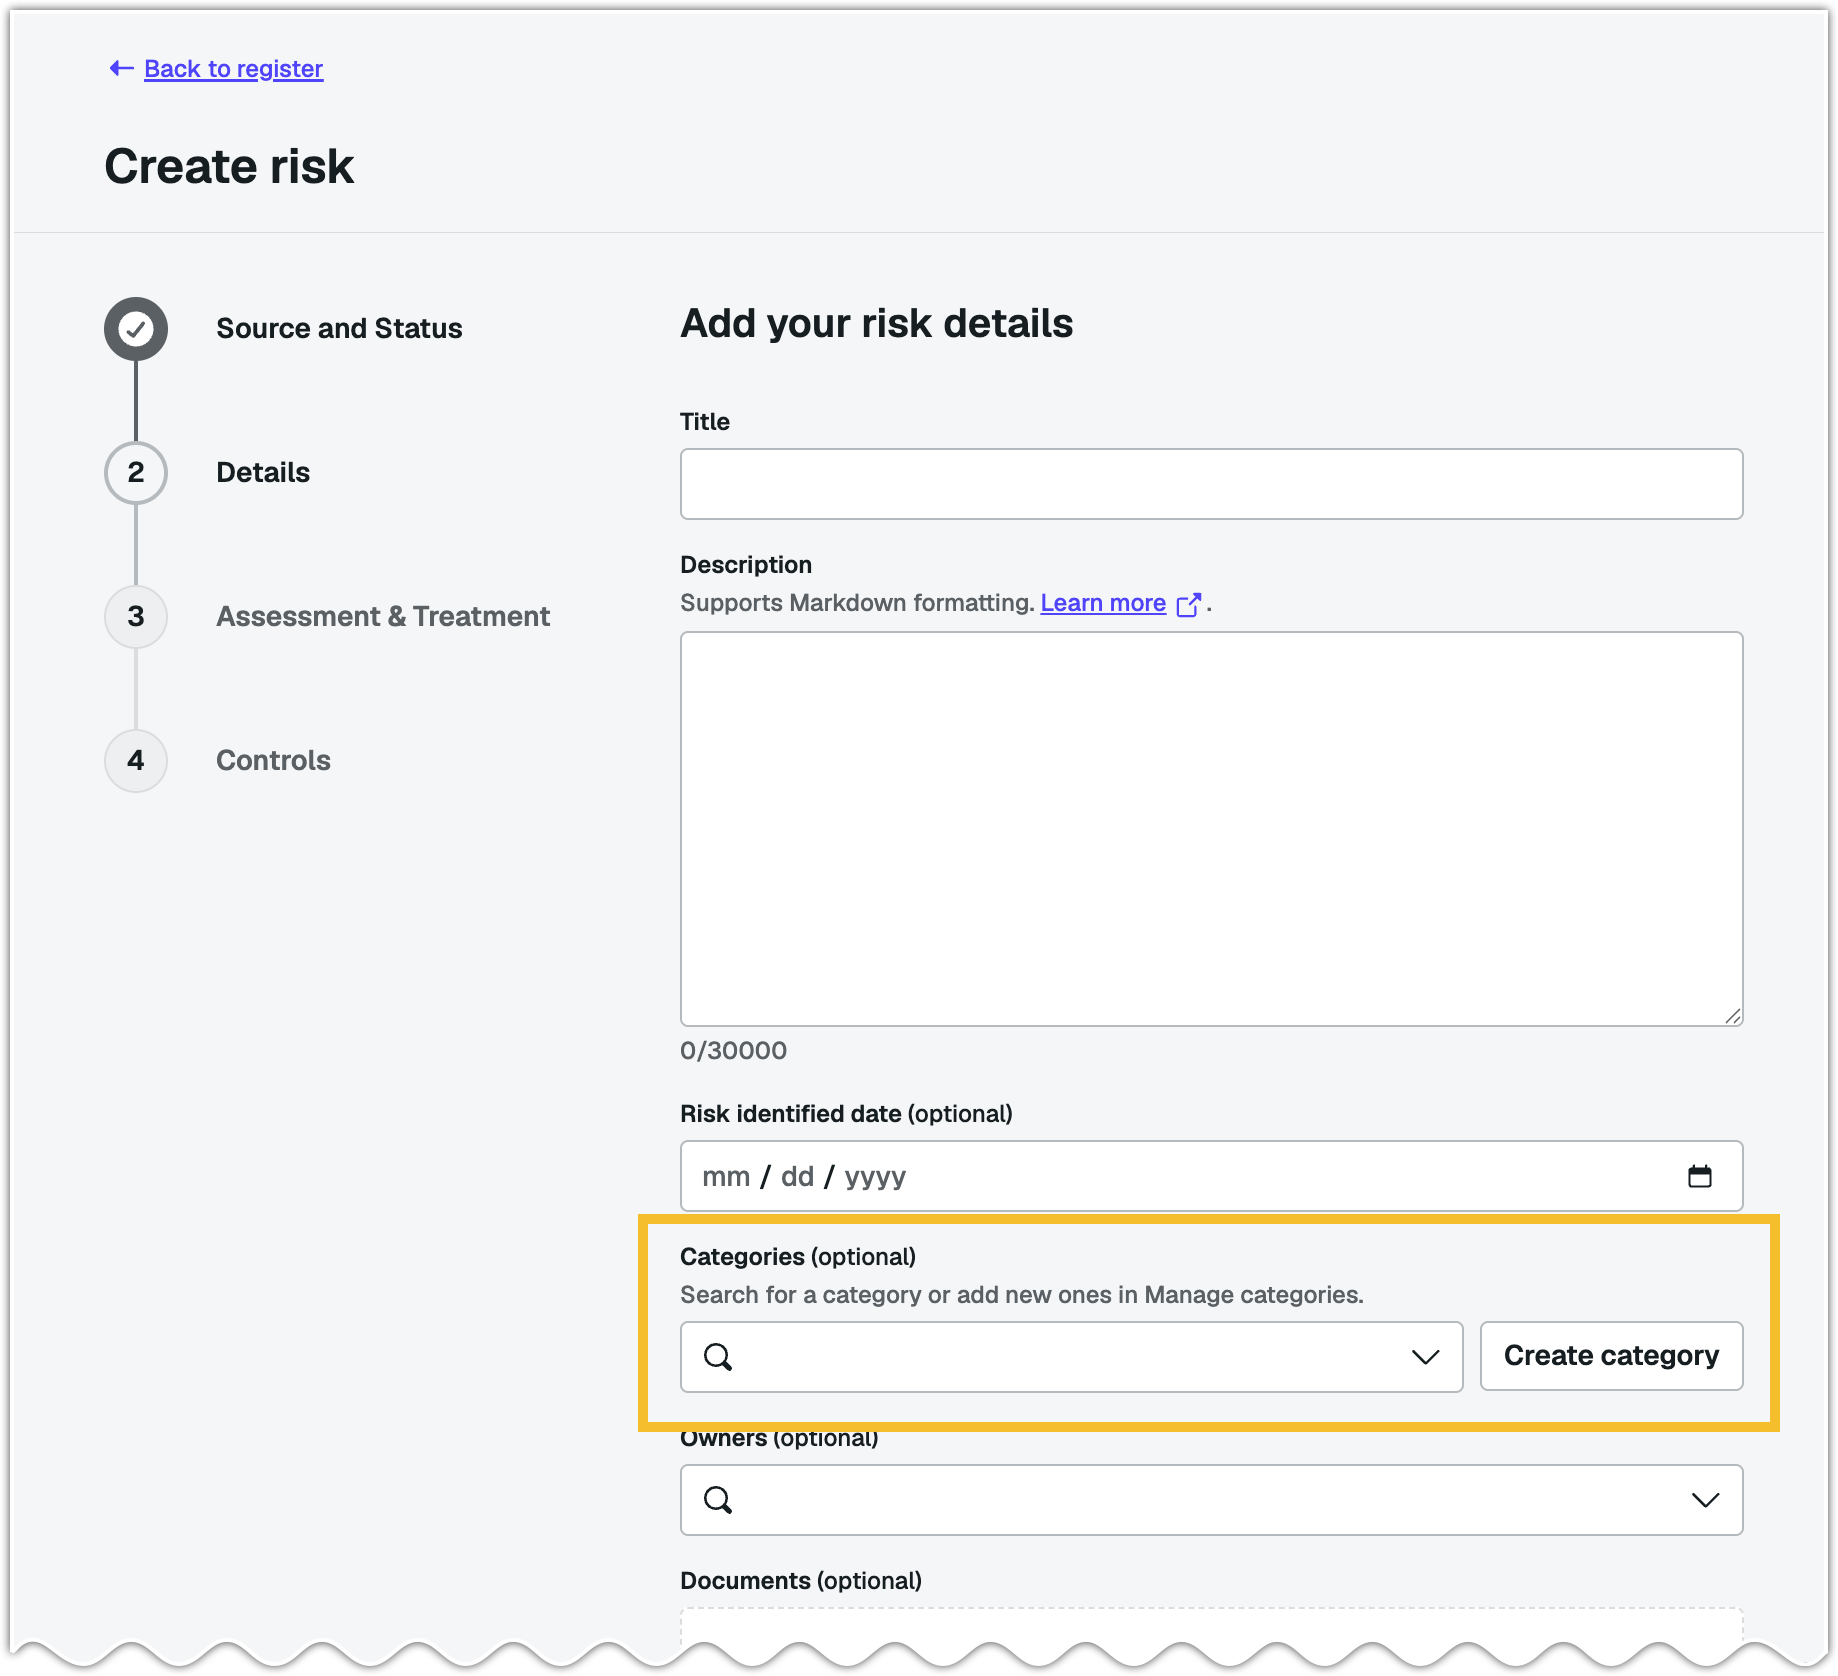 Back to register
Create risk
Source and Status
2 Details
3 Assessment & Treatment
4 Controls
Add your risk details
Title
Description
Supports Markdown formatting. Learn more .
0/30000
Risk identified date (optional)
mm / dd / yyyy
Categories (optional)
Search for a category or add new ones in Manage categories.
Create category
Owners (optional)
Documents (optional)